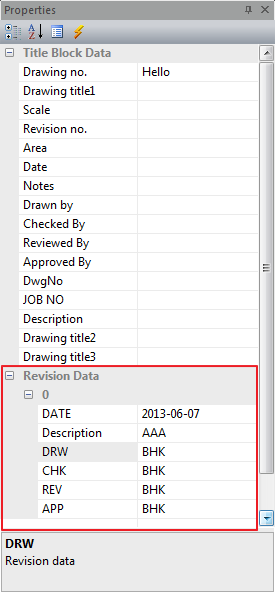 Properties
Title Block Data
Drawing no. Hello
Drawing title1
Scale
Revision no.
Area
Date
Notes
Drawn by
Checked By
Reviewed By
Approved By
DwgNo
JOB NO
Description
Drawing title2
Drawing title3
Revision Data
0
DATE 2013-06-07
Description AAA
DRW BHK
CHK BHK
REV BHK
APP BHK
DRW
Revision data